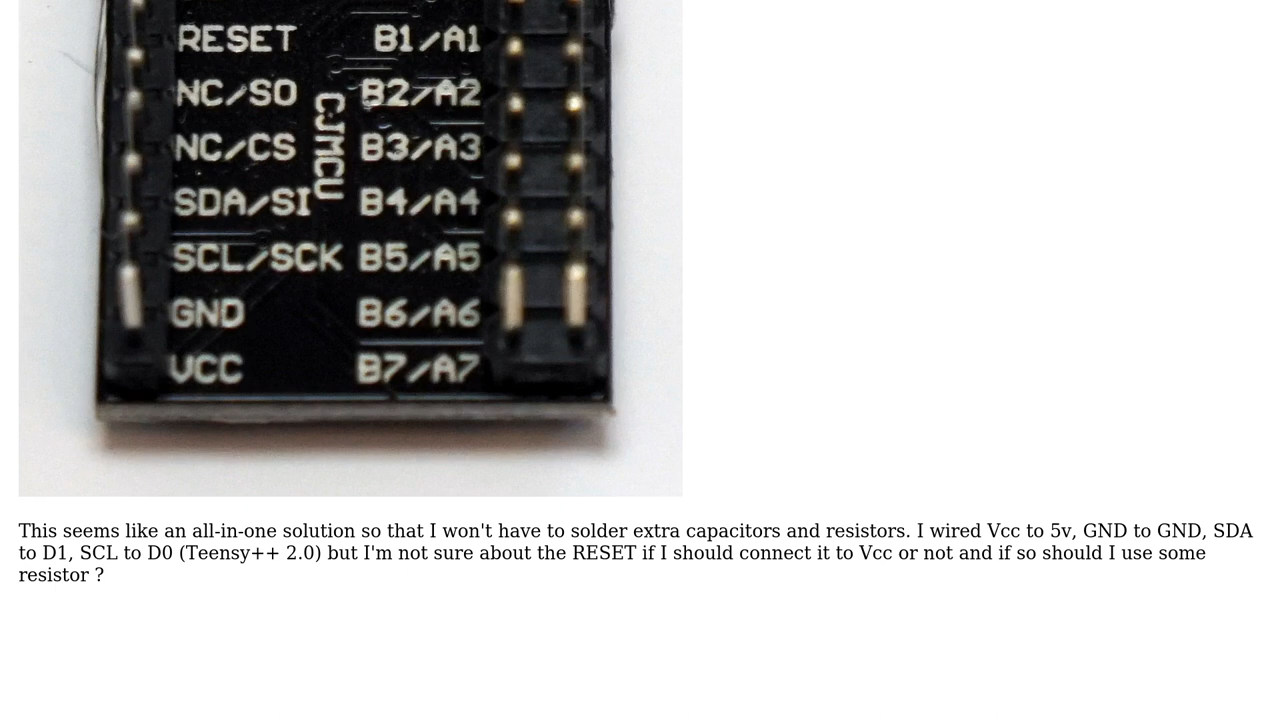 RESET B1/A1
NC/SO B2/A2
CJMCU
NC/CS B3/A3
SDA/SI B4/A4
SCL/SCK B5/A5
GND B6/A6
VCC B7/A7
This seems like an all-in-one solution so that I won't have to solder extra capacitors and resistors. I wired Vcc to 5v, GND to GND, SDA
to D1, SCL to D0 (Teensy++ 2.0) but I'm not sure about the RESET if I should connect it to Vcc or not and if so should I use some
resistor ?